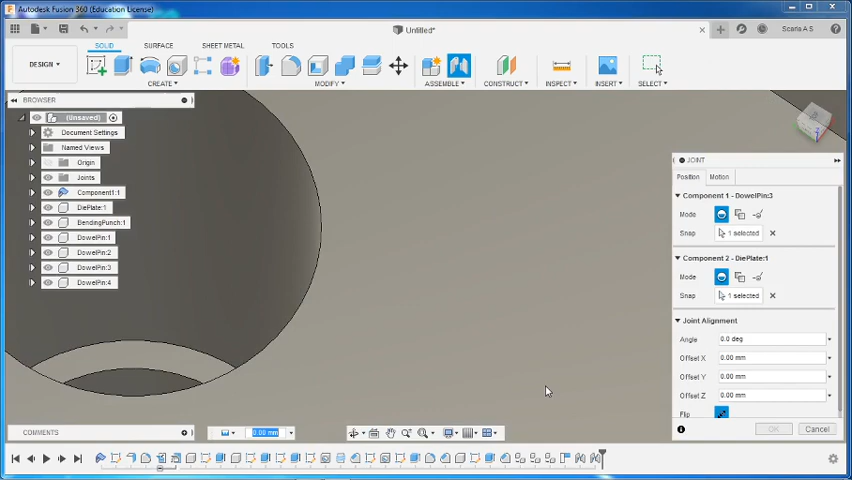 Autodesk Fusion 360 (Education License)
Untitled*
Scaria A S
SOLID SURFACE SHEET METAL TOOLS
DESIGN
CREATE MODIFY ASSEMBLE CONSTRUCT INSPECT INSERT SELECT
BROWSER
(Unsaved)
Document Settings
Named Views
Origin
Joints
Component1:1
DiePlate:1
BendingPunch:1
DowelPin:1
DowelPin:2
DowelPin:3
DowelPin:4
JOINT
Position Motion
Component 1 - DowelPin:3
Mode
Snap 1 selected
Component 2 - DiePlate:1
Mode
Snap 1 selected
Joint Alignment
Angle 0.0 deg
Offset X 0.00 mm
Offset Y 0.00 mm
Offset Z 0.00 mm
Flip
OK Cancel
COMMENTS
0.00 mm